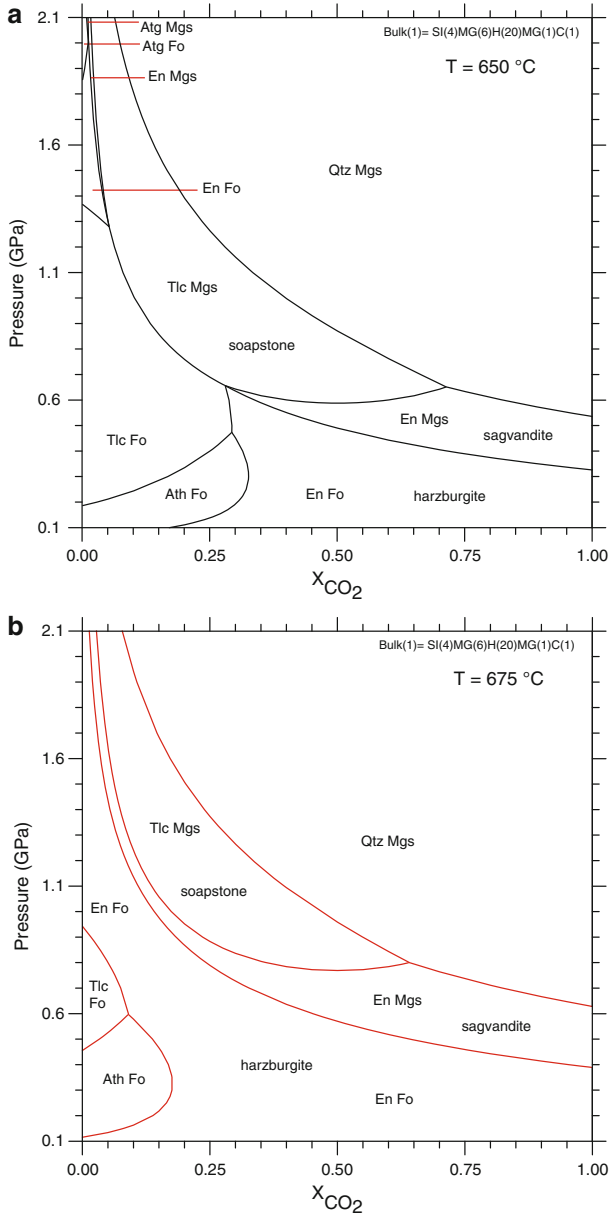 a
Bulk(1)= SI(4)MG(6)H(20)MG(1)C(1)
T = 650 °C
Atg Mgs
Atg Fo
En Mgs
En Fo
Qtz Mgs
Tlc Mgs
soapstone
En Mgs
sagvandite
Tlc Fo
Ath Fo
En Fo
harzburgite
Pressure (GPa)
2.1
1.6
1.1
0.6
0.1
0.00
0.25
0.50
0.75
1.00
XCO2
b
Bulk(1)= SI(4)MG(6)H(20)MG(1)C(1)
T = 675 °C
Tlc Mgs
Qtz Mgs
soapstone
En Fo
Tlc
Fo
En Mgs
sagvandite
Ath Fo
harzburgite
En Fo
Pressure (GPa)
2.1
1.6
1.1
0.6
0.1
0.00
0.25
0.50
0.75
1.00
XCO2